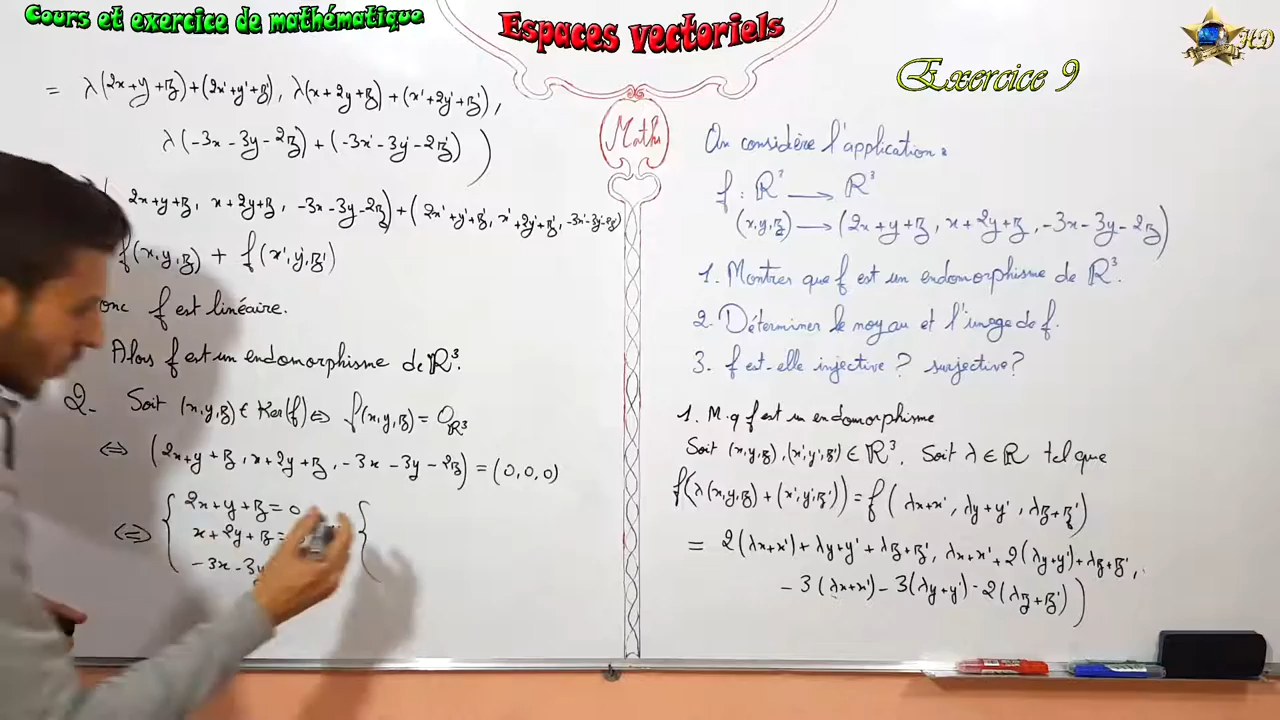 Cours et exercice de mathématique
Espaces vectoriels
HD
Exercice 9
= λ(2x+y+z)+(2x'+y'+z'), λ(x+2y+z)+(x'+2y'+z'),
λ(-3x-3y-2z)+(-3x'-3y'-2z'))
2x+y+z, x+2y+z, -3x-3y-2z)+(2x'+y'+z', x'+2y'+z', -3x'-3y'-2z')
f(x,y,z) + f(x',y',z')
onc f est linéaire.
Alors f est un endomorphisme de ℝ³.
2- Soit (x,y,z) ∈ Ker(f) ⇔ f(x,y,z) = 0ℝ³
⇔ (2x+y+z, x+2y+z, -3x-3y-2z) = (0,0,0)
⇔ { 2x+y+z=0 {
x+2y+z=
-3x-3y
Maths
On considère l'application:
f: ℝ³ → ℝ³
(x,y,z) → (2x+y+z, x+2y+z, -3x-3y-2z)
1. Montrer que f est un endomorphisme de ℝ³.
2. Déterminer le noyau et l'image de f.
3. f est-elle injective? surjective?
1. M.q f est un endomorphisme
Soit (x,y,z),(x',y',z') ∈ ℝ³. Soit λ ∈ ℝ tel que
f(λ(x,y,z)+(x',y',z')) = f(λx+x', λy+y', λz+z')
= 2(λx+x')+λy+y'+λz+z', λx+x'+2(λy+y')+λz+z',
-3(λx+x')-3(λy+y')-2(λz+z'))